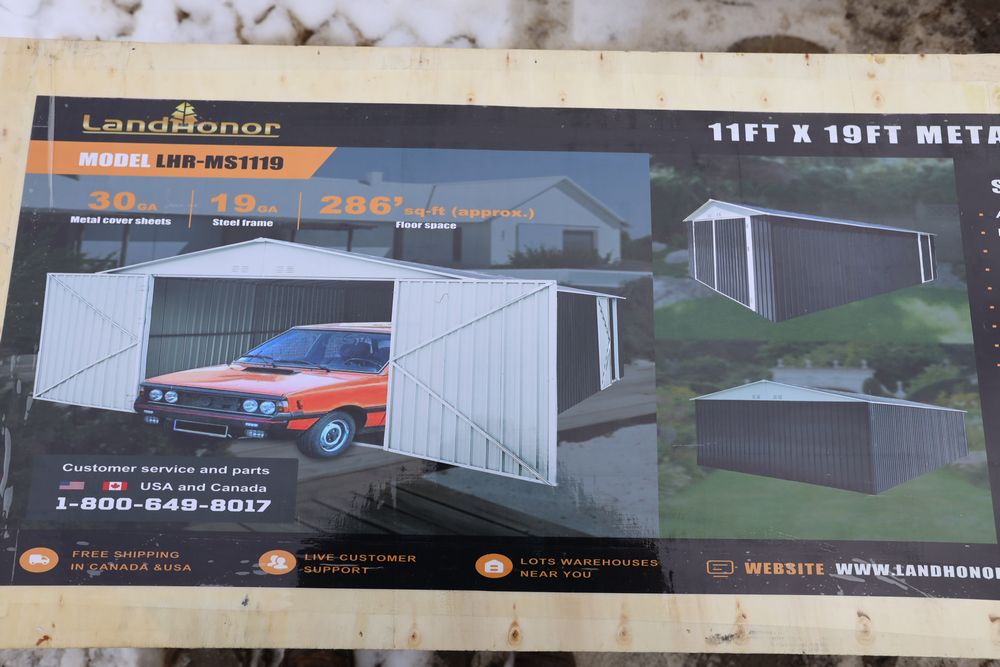 LandHonor
11FT X 19FT META
MODEL LHR-MS1119
30GA
Metal cover sheets
19GA
Steel frame
286' sq-ft (approx.)
Floor space
Customer service and parts
USA and Canada
1-800-649-8017
FREE SHIPPING
IN CANADA &USA
LIVE CUSTOMER
SUPPORT
LOTS WAREHOUSES
NEAR YOU
WEBSITE WWW.LANDHONOR